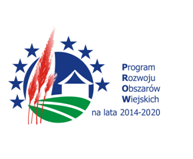 Program
Rozwoju
Obszarów
Wiejskich
na lata 2014-2020